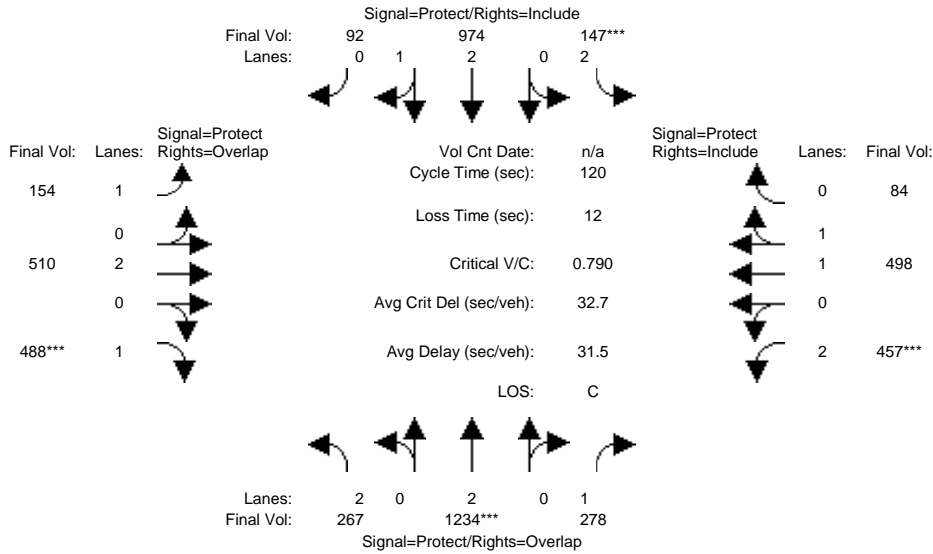 Signal=Protect/Rights=Include
Final Vol: 92 974 147***
Lanes: 0 1 2 0 2
Signal=Protect
Final Vol: Lanes: Rights=Overlap
Vol Cnt Date: n/a
Signal=Protect
Rights=Include Lanes: Final Vol:
Cycle Time (sec): 120
154 1
0 84
Loss Time (sec): 12
0
1
510 2
Critical V/C: 0.790
1 498
0
Avg Crit Del (sec/veh): 32.7
0
488*** 1
Avg Delay (sec/veh): 31.5
2 457***
LOS: C
Lanes: 2 0 2 0 1
Final Vol: 267 1234*** 278
Signal=Protect/Rights=Overlap